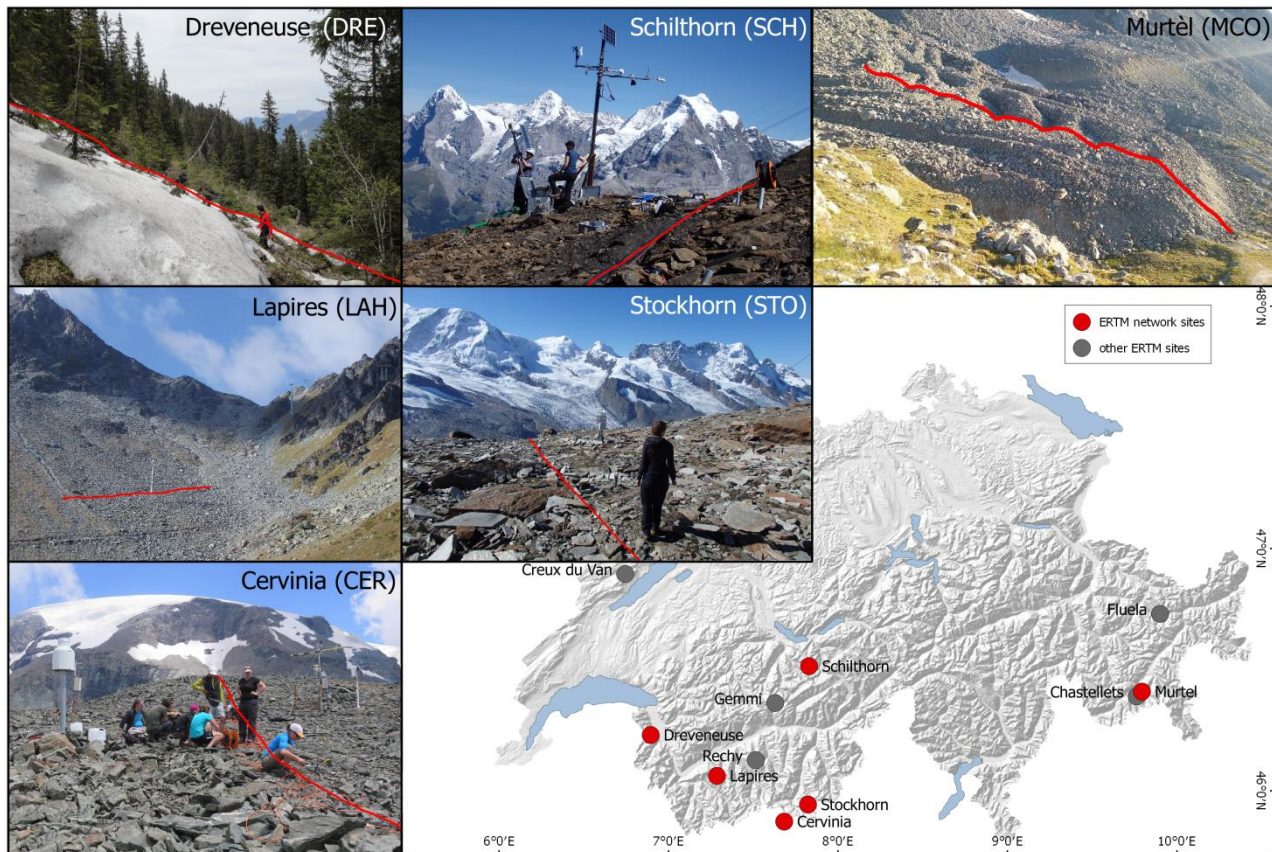 Dreveneuse (DRE)
Schilthorn (SCH)
Murtèl (MCO)
Lapires (LAH)
Stockhorn (STO)
Cervinia (CER)
ERTM network sites
other ERTM sites
48°0'N
47°0'N
46°0'N
Creux du Van
Fluela
Schilthorn
Gemmi
Chastellets
Murtel
Dreveneuse
Rechy
Lapires
Stockhorn
Cervinia
6°0'E
7°0'E
8°0'E
9°0'E
10°0'E